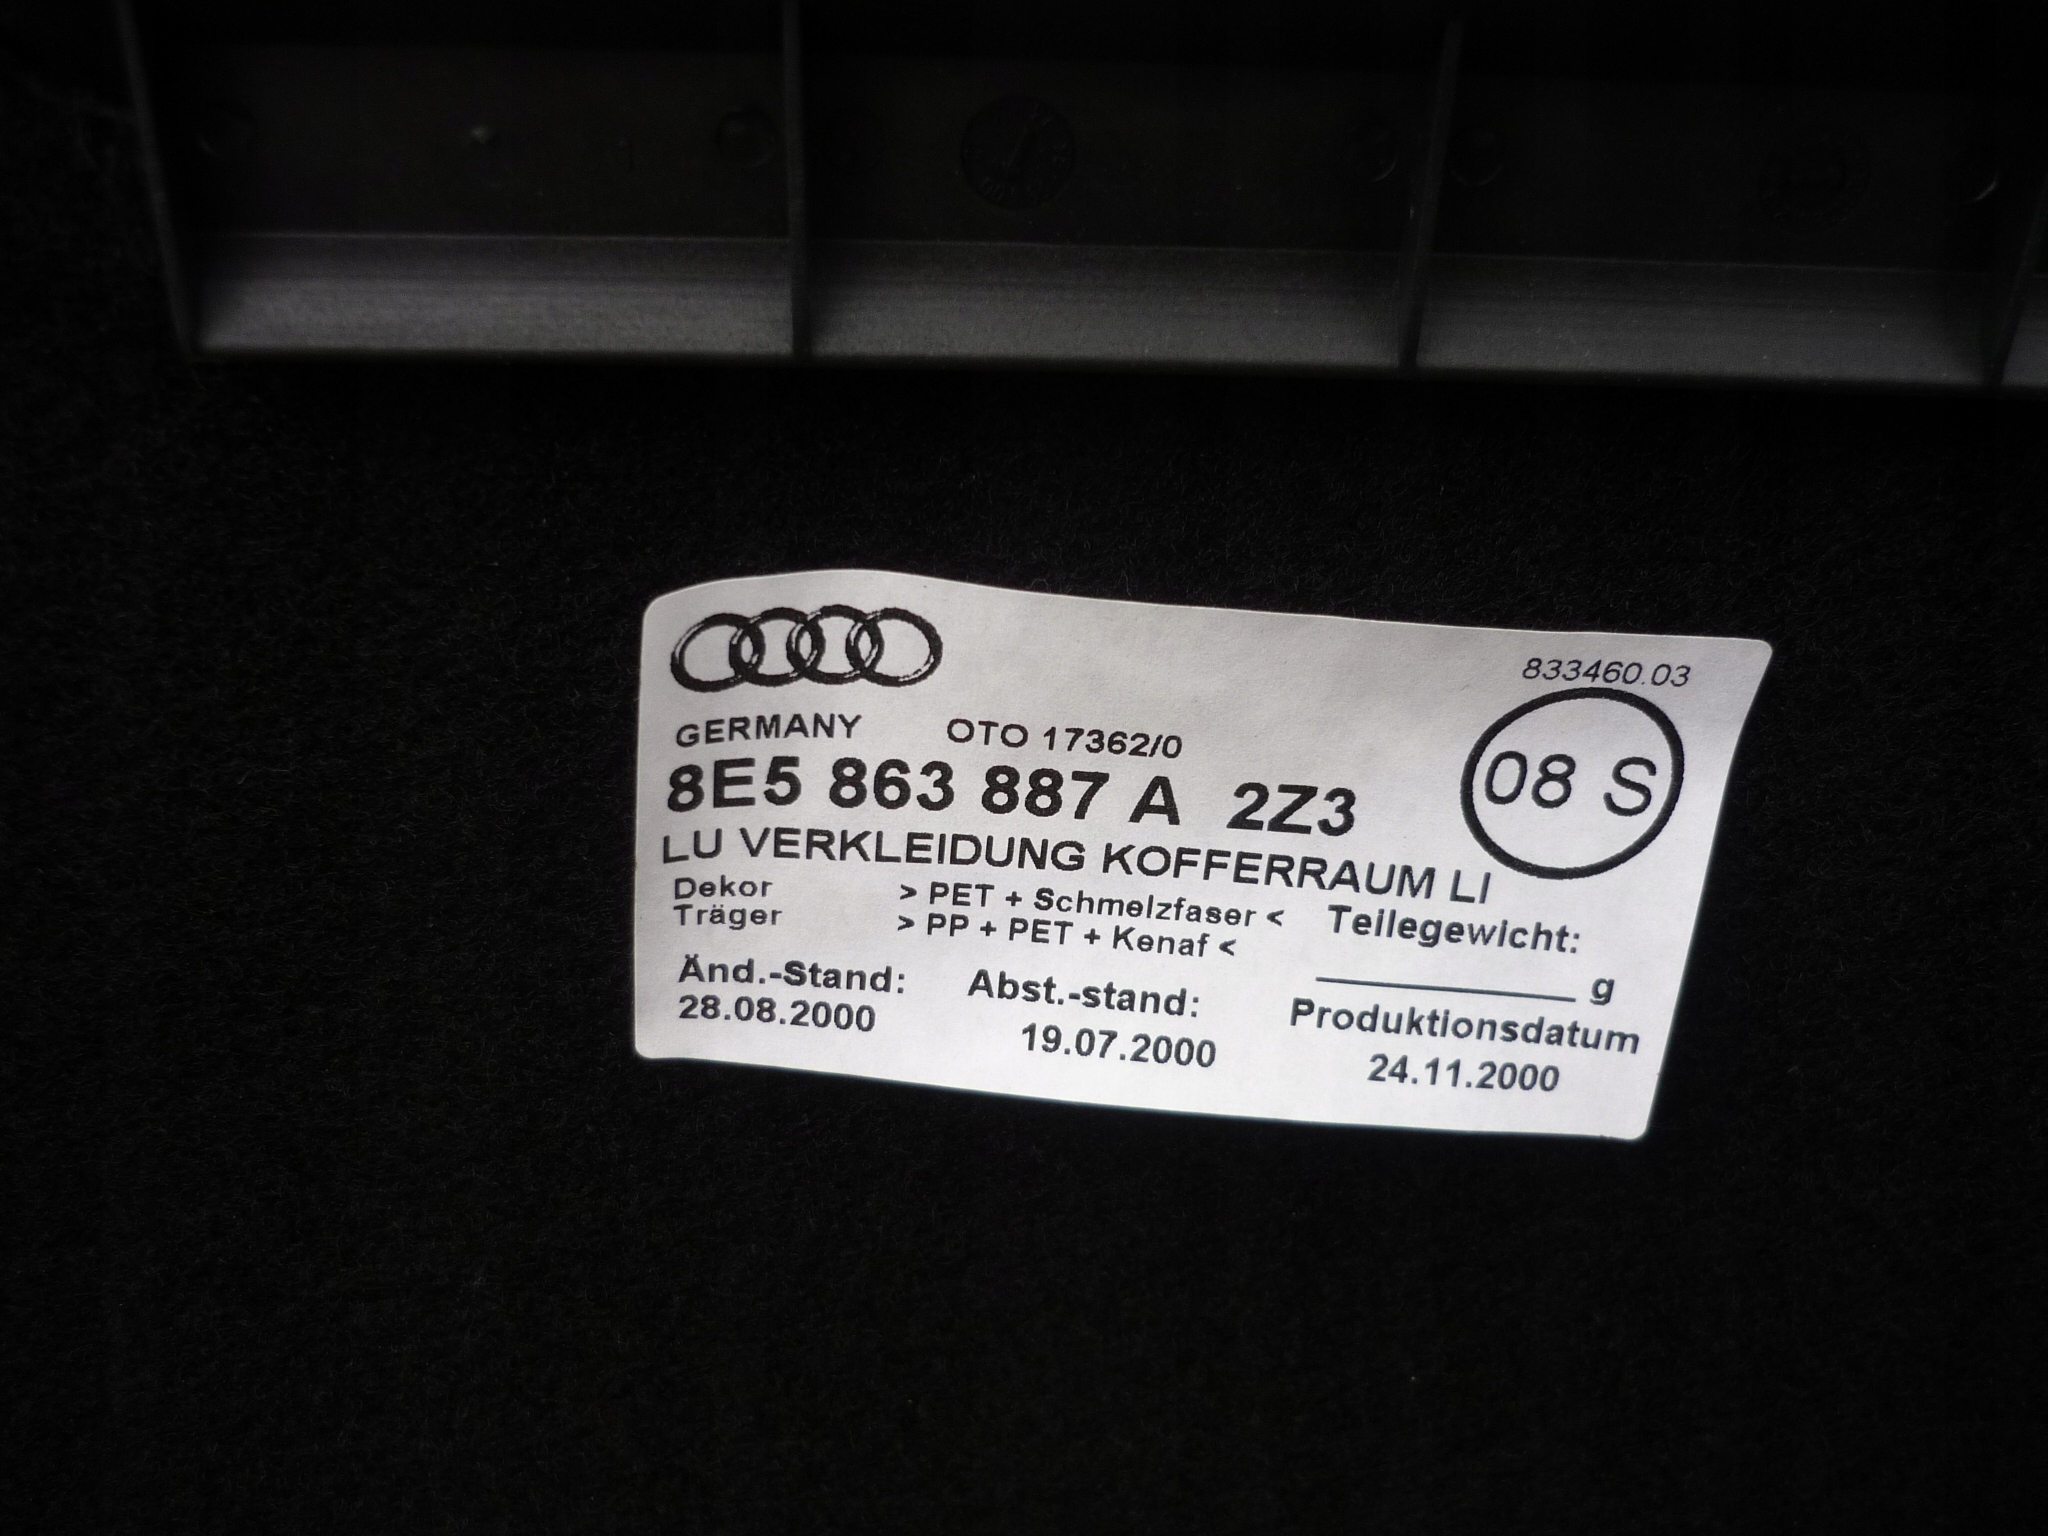 833460.03
GERMANY OTO 17362/0
08 S
8E5 863 887 A 2Z3
LU VERKLEIDUNG KOFFERRAUM LI
Dekor > PET + Schmelzfaser <
Träger > PP + PET + Kenaf <
Teilegewicht:
g
Änd.-Stand: Abst.-stand: Produktionsdatum
28.08.2000 19.07.2000 24.11.2000